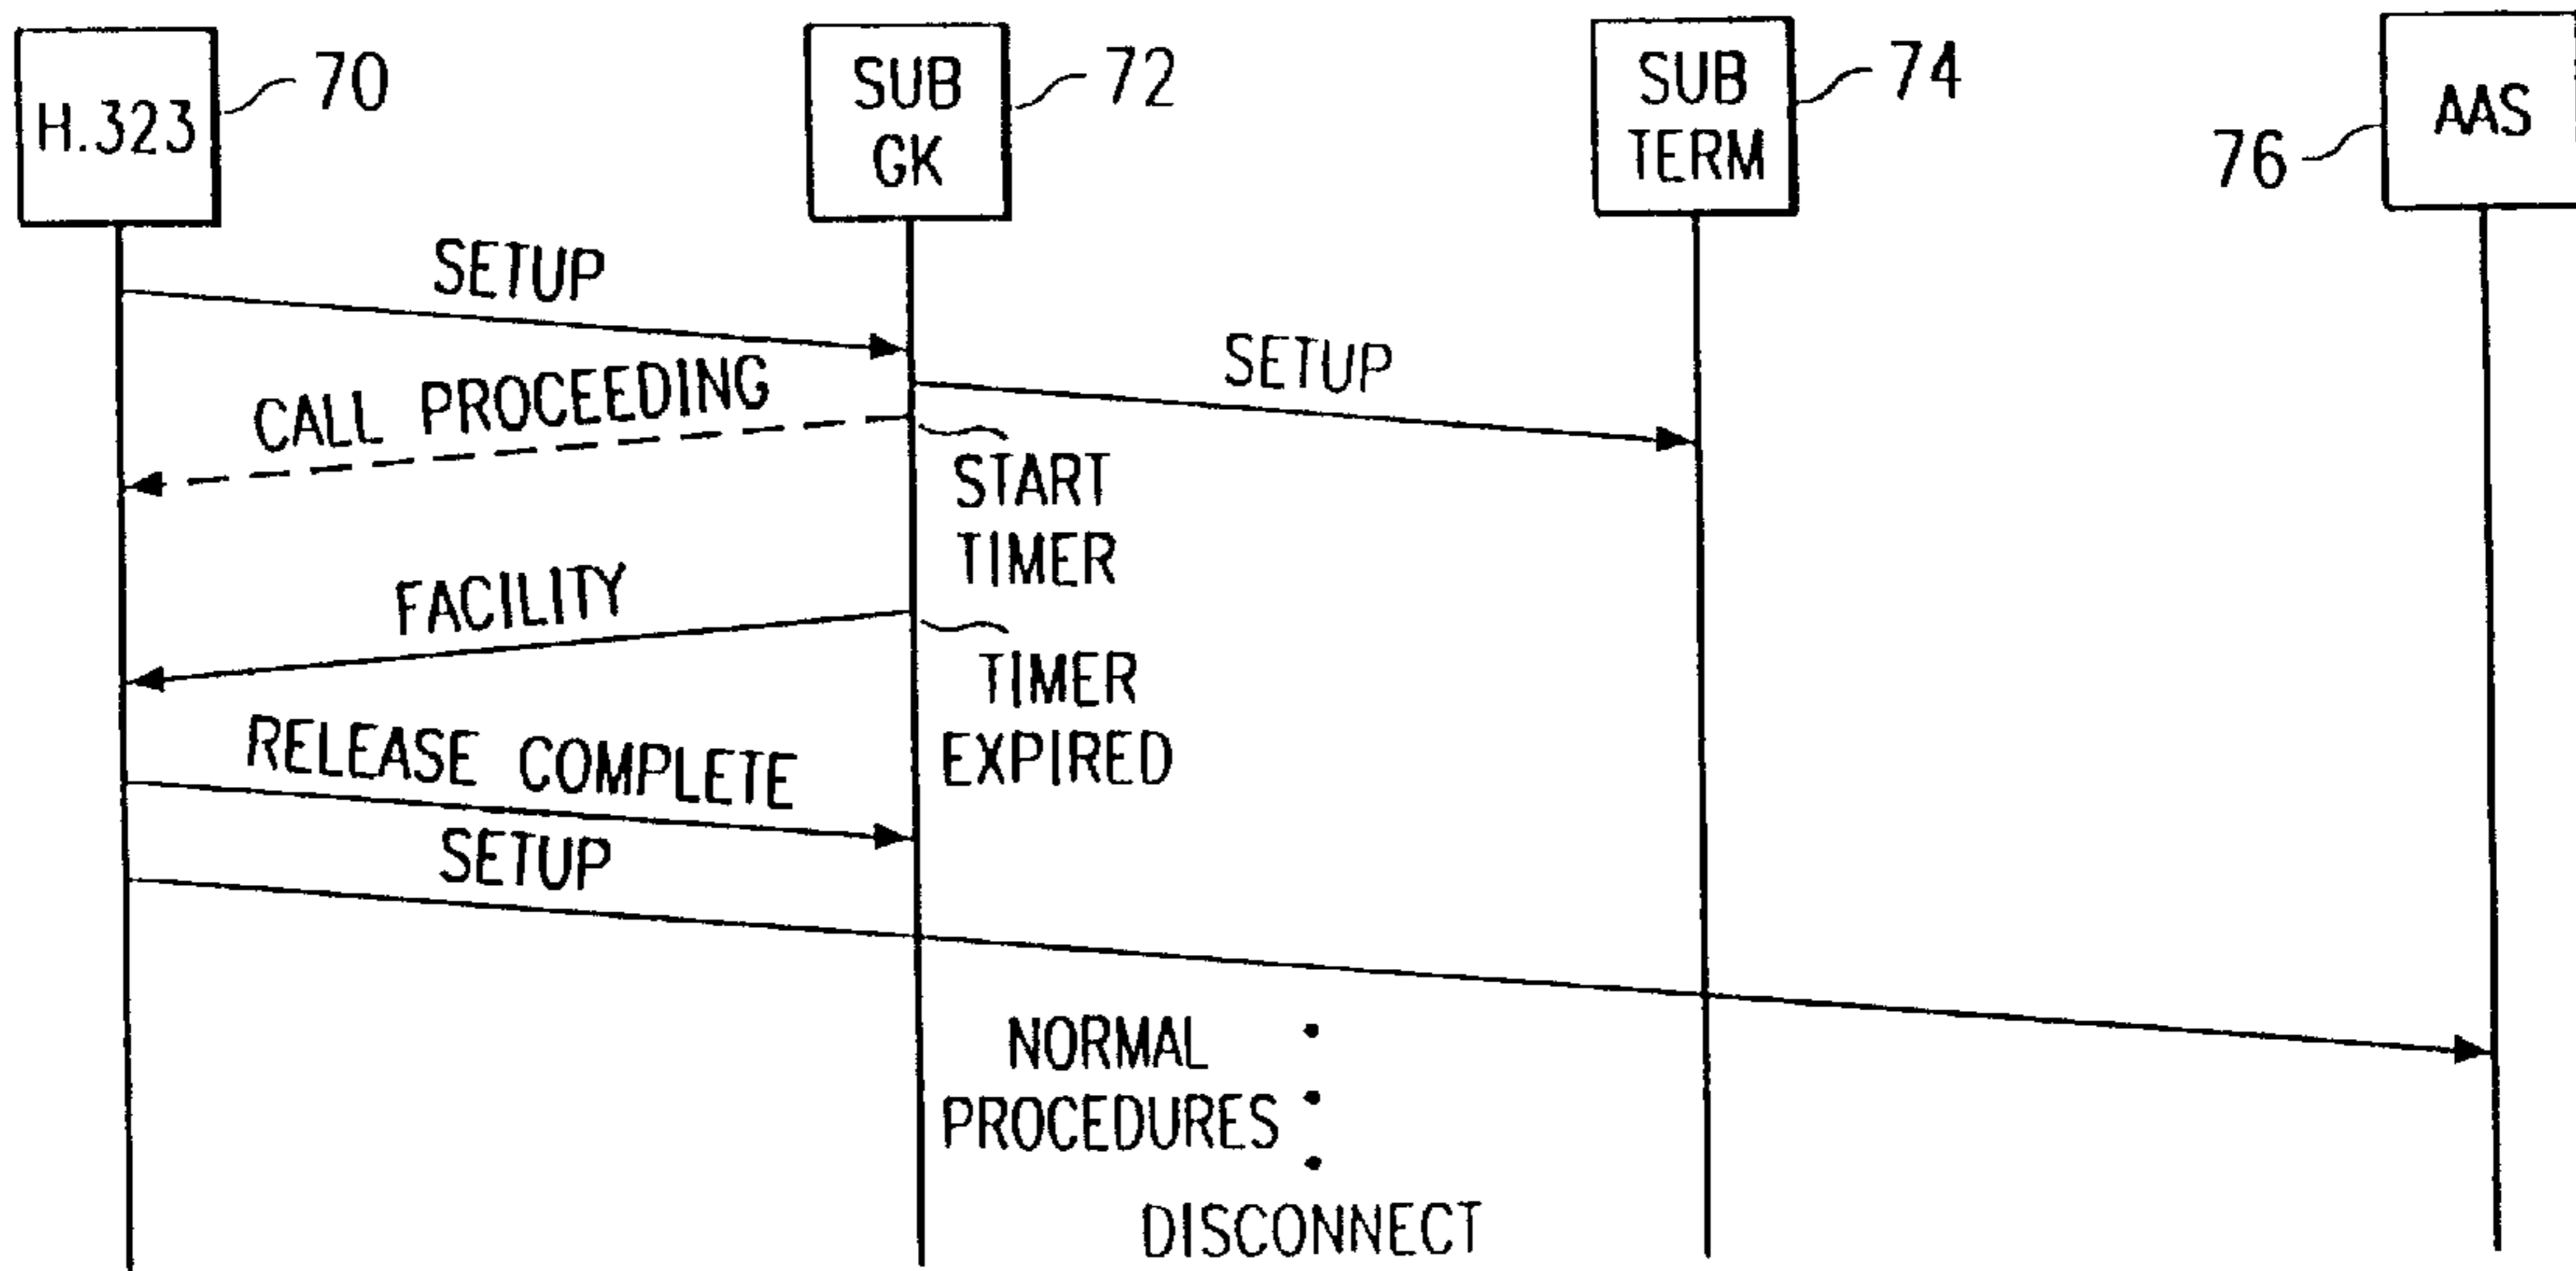 H.323
70
SUB
GK
72
SUB
TERM
74
AAS
76
SETUP
SETUP
CALL PROCEEDING
START
TIMER
FACILITY
TIMER
EXPIRED
RELEASE COMPLETE
SETUP
NORMAL
PROCEDURES
DISCONNECT